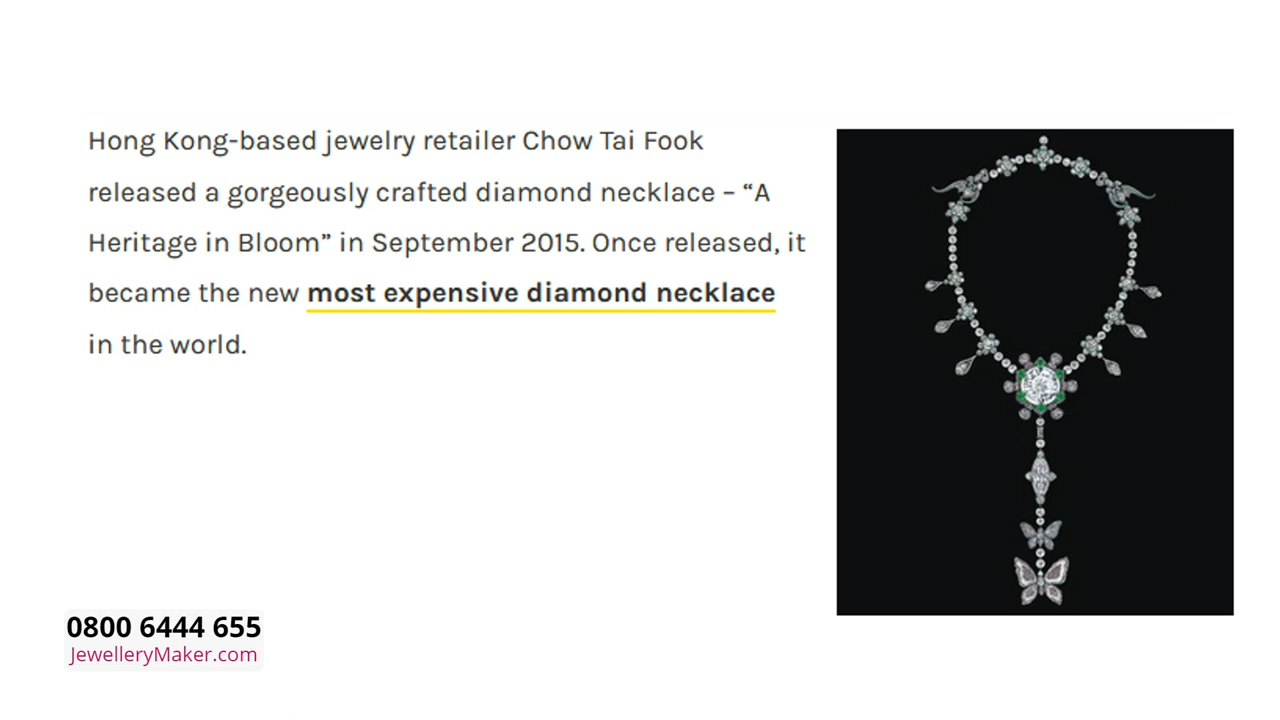 Hong Kong-based jewelry retailer Chow Tai Fook
released a gorgeously crafted diamond necklace – “A
Heritage in Bloom” in September 2015. Once released, it
became the new most expensive diamond necklace
in the world.
0800 6444 655
JewelleryMaker.com